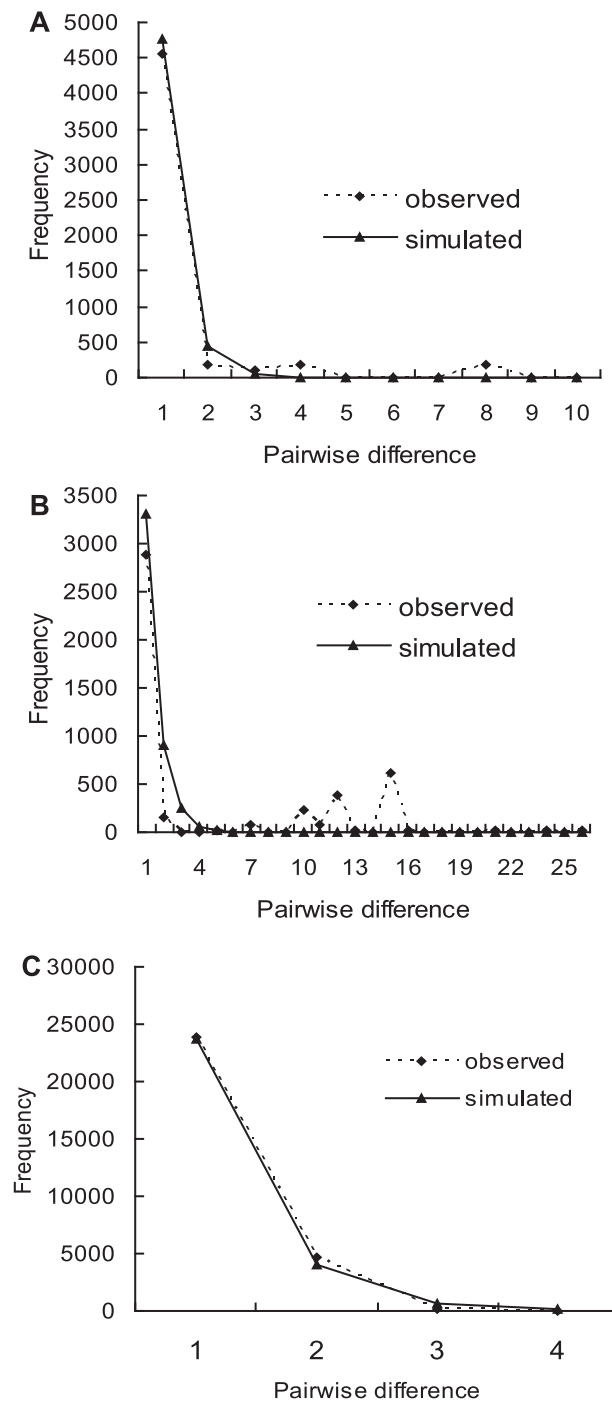 A
5000
4500
4000
3500
3000
2500
2000
1500
1000
500
0
Frequency
observed
simulated
1 2 3 4 5 6 7 8 9 10
Pairwise difference
B
3500
3000
2500
2000
1500
1000
500
0
Frequency
observed
simulated
1 4 7 10 13 16 19 22 25
Pairwise difference
C
30000
25000
20000
15000
10000
5000
0
Frequency
observed
simulated
1 2 3 4
Pairwise difference